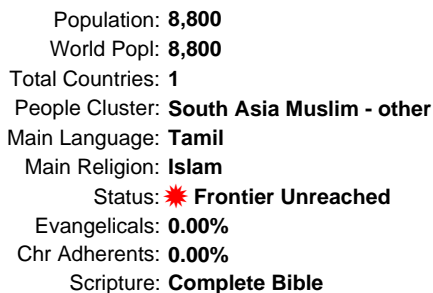 Population: 8,800
World Popl: 8,800
Total Countries: 1
People Cluster: South Asia Muslim - other
Main Language: Tamil
Main Religion: Islam
Status: Frontier Unreached
Evangelicals: 0.00%
Chr Adherents: 0.00%
Scripture: Complete Bible